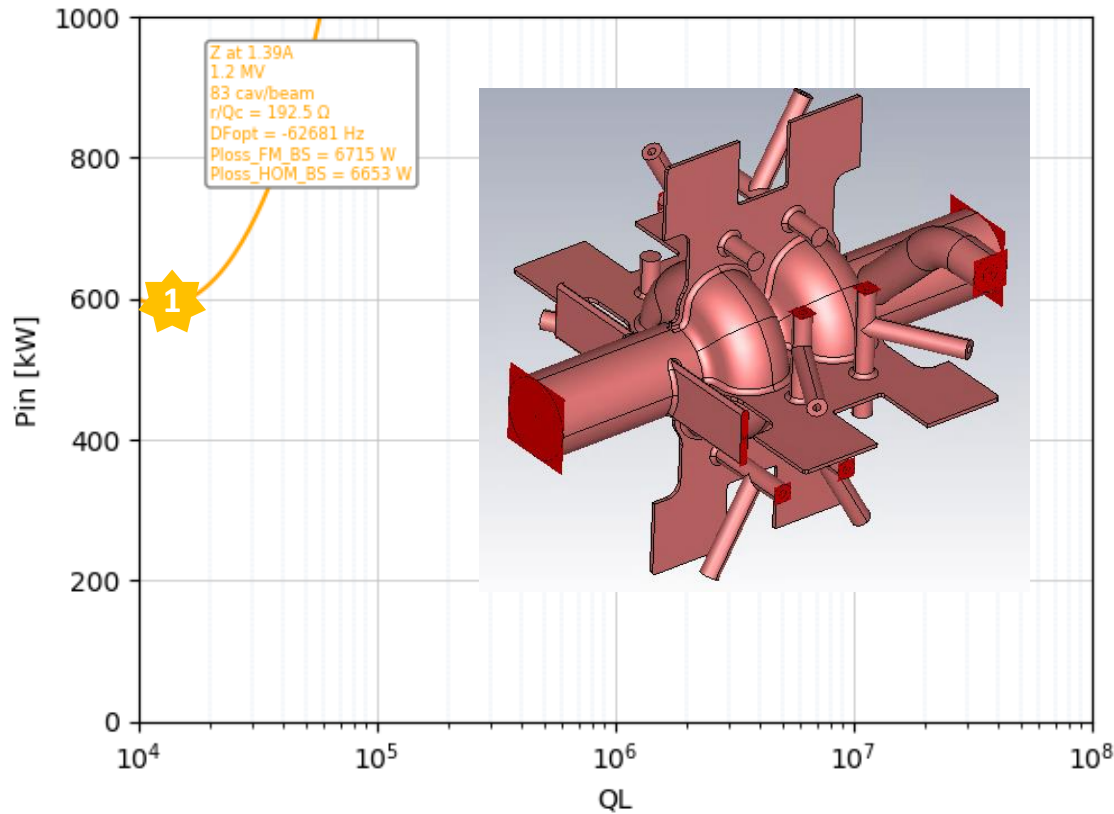 1000
800
600
400
200
0
Pin [kW]
Z at 1.39A
1.2 MV
83 cav/beam
r/Qc = 192.5 Ω
DFopt = -62681 Hz
Ploss_FM_BS = 6715 W
Ploss_HOM_BS = 6653 W
1
10⁴ 10⁵ 10⁶ 10⁷ 10⁸
QL